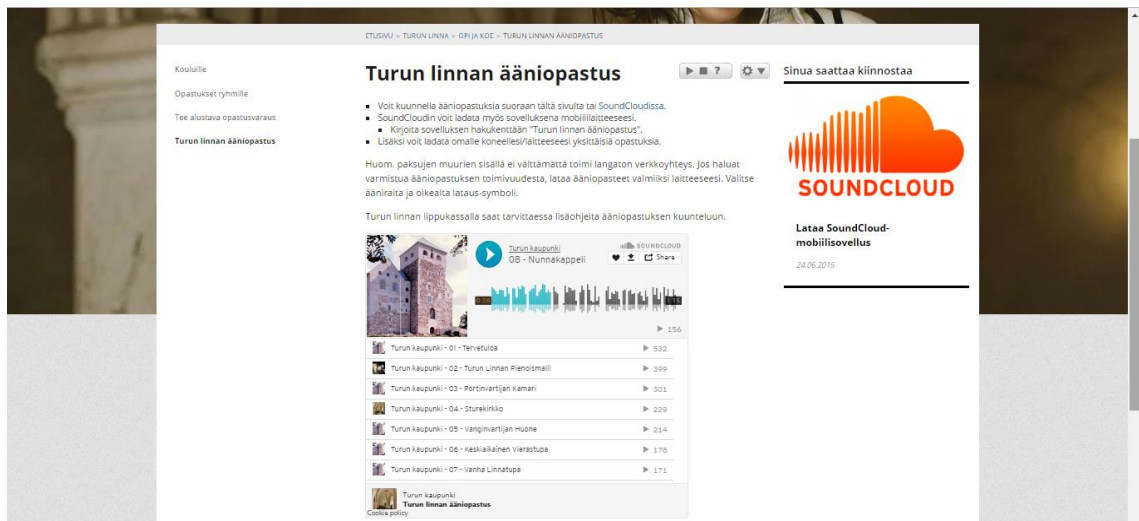 ETUSIVU » TURUN LINNA » OPI JA KOE » TURUN LINNAN ÄÄNIOPASTUS
Kouluille
Opastukset ryhmille
Tee alustava opastusvaraus
Turun linnan ääniopastus
Turun linnan ääniopastus
?
Voit kuunnella ääniopastuksia suoraan tältä sivulta tai SoundCloudissa.
SoundCloudin voit ladata myös sovelluksena mobiililaitteeseesi.
Kirjoita sovelluksen hakukenttään "Turun linnan ääniopastus".
Lisäksi voit ladata omalle koneellesi/laitteeseesi yksittäisiä opastuksia.
Huom. paksujen muurien sisällä ei välttämättä toimi langaton verkkoyhteys. Jos haluat
varmistua ääniopastuksen toimivuudesta, lataa ääniopasteet valmiiksi laitteeseesi. Valitse
ääniraita ja oikealta lataus-symboli.
Turun linnan lippukassalla saat tarvittaessa lisäohjeita ääniopastuksen kuunteluun.
Turun kaupunki
08 - Nunnakappeli
SOUNDCLOUD
Share
156
Turun kaupunki - 01 - Tervetuloa 532
Turun kaupunki - 02 - Turun Linnan Pienoismalli 399
Turun kaupunki - 03 - Portinvartijan Kamari 301
Turun kaupunki - 04 - Sturekirkko 229
Turun kaupunki - 05 - Vanginvartijan Huone 214
Turun kaupunki - 06 - Keskiaikainen Vierastupa 178
Turun kaupunki - 07 - Vanha Linnatupa 171
Turun kaupunki
Turun linnan ääniopastus
Cookie policy
Sinua saattaa kiinnostaa
SOUNDCLOUD
Lataa SoundCloud-
mobiilisovellus
24.06.2015